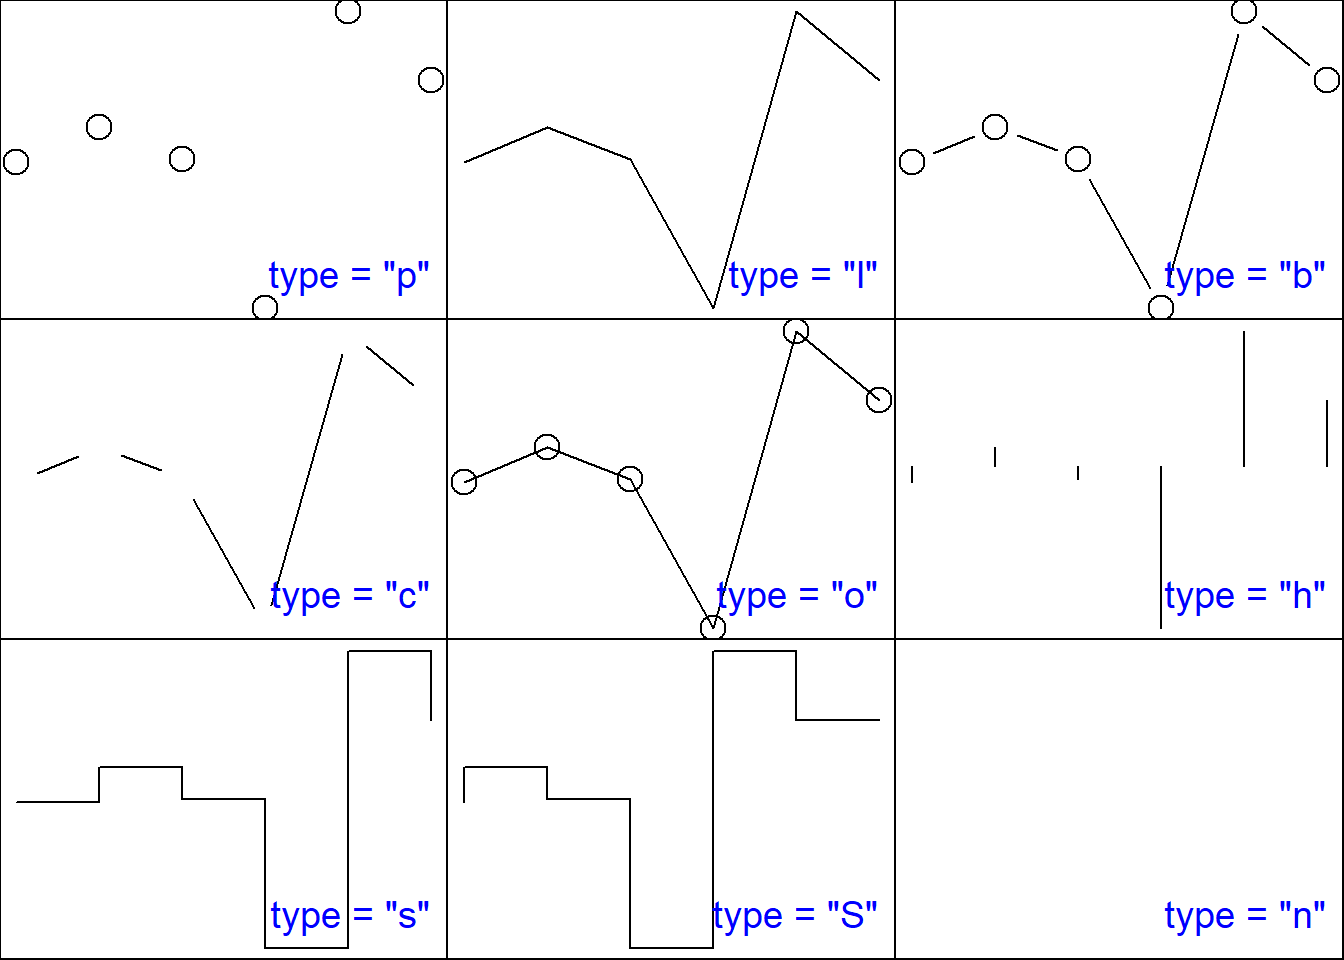 type = "p"
type = "l"
type = "b"
type = "c"
type = "o"
type = "h"
type = "s"
type = "S"
type = "n"